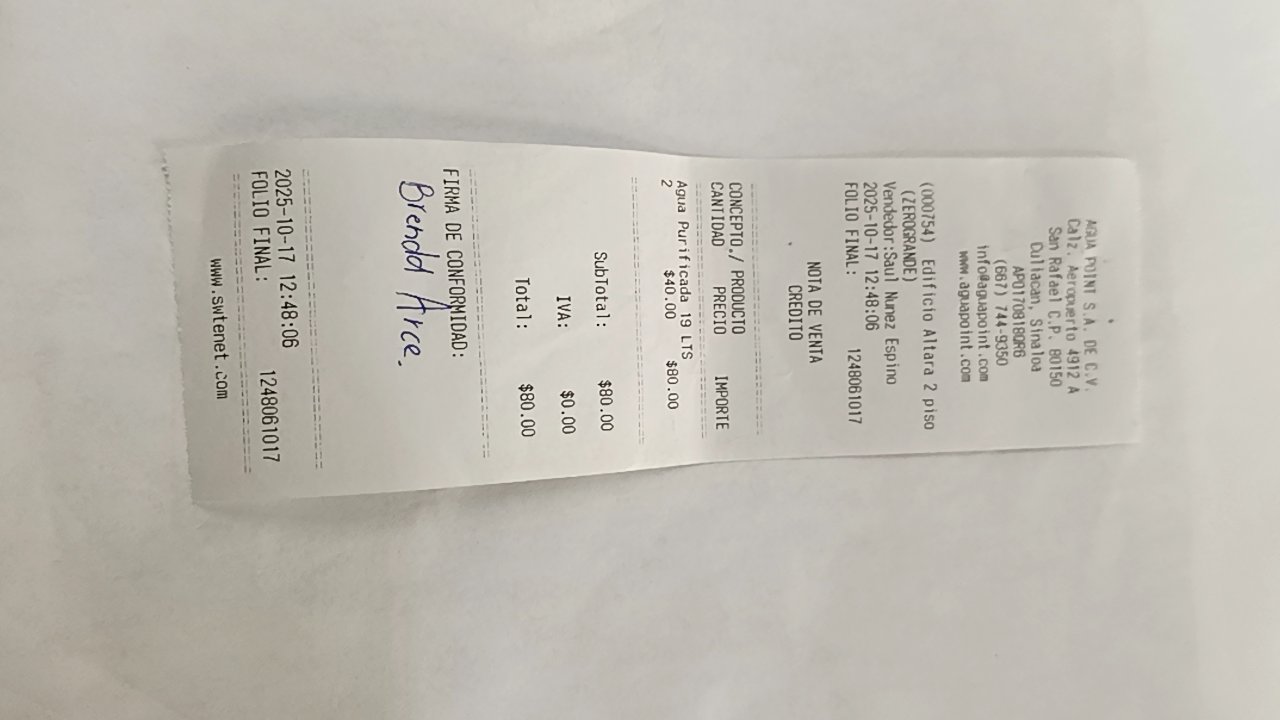 AGUA POINT S.A. DE C.V.
Calz. Aeropuerto 4912 A
San Rafael C.P. 80150
Culiacan, Sinaloa
APO170818QR6
(667) 744-9350
info@aguapoint.com
www.aguapoint.com
(000754) Edificio Altara 2 piso
(ZEROGRANDE)
Vendedor:Saul Nunez Espino
2025-10-17 12:48:06
FOLIO FINAL: 1248061017
NOTA DE VENTA
CREDITO
CONCEPTO./ PRODUCTO
CANTIDAD PRECIO IMPORTE
Agua Purificada 19 LTS
2 $40.00 $80.00
SubTotal: $80.00
IVA: $0.00
Total: $80.00
FIRMA DE CONFORMIDAD:
Brenda Arce.
2025-10-17 12:48:06
FOLIO FINAL: 1248061017
www.swtenet.com